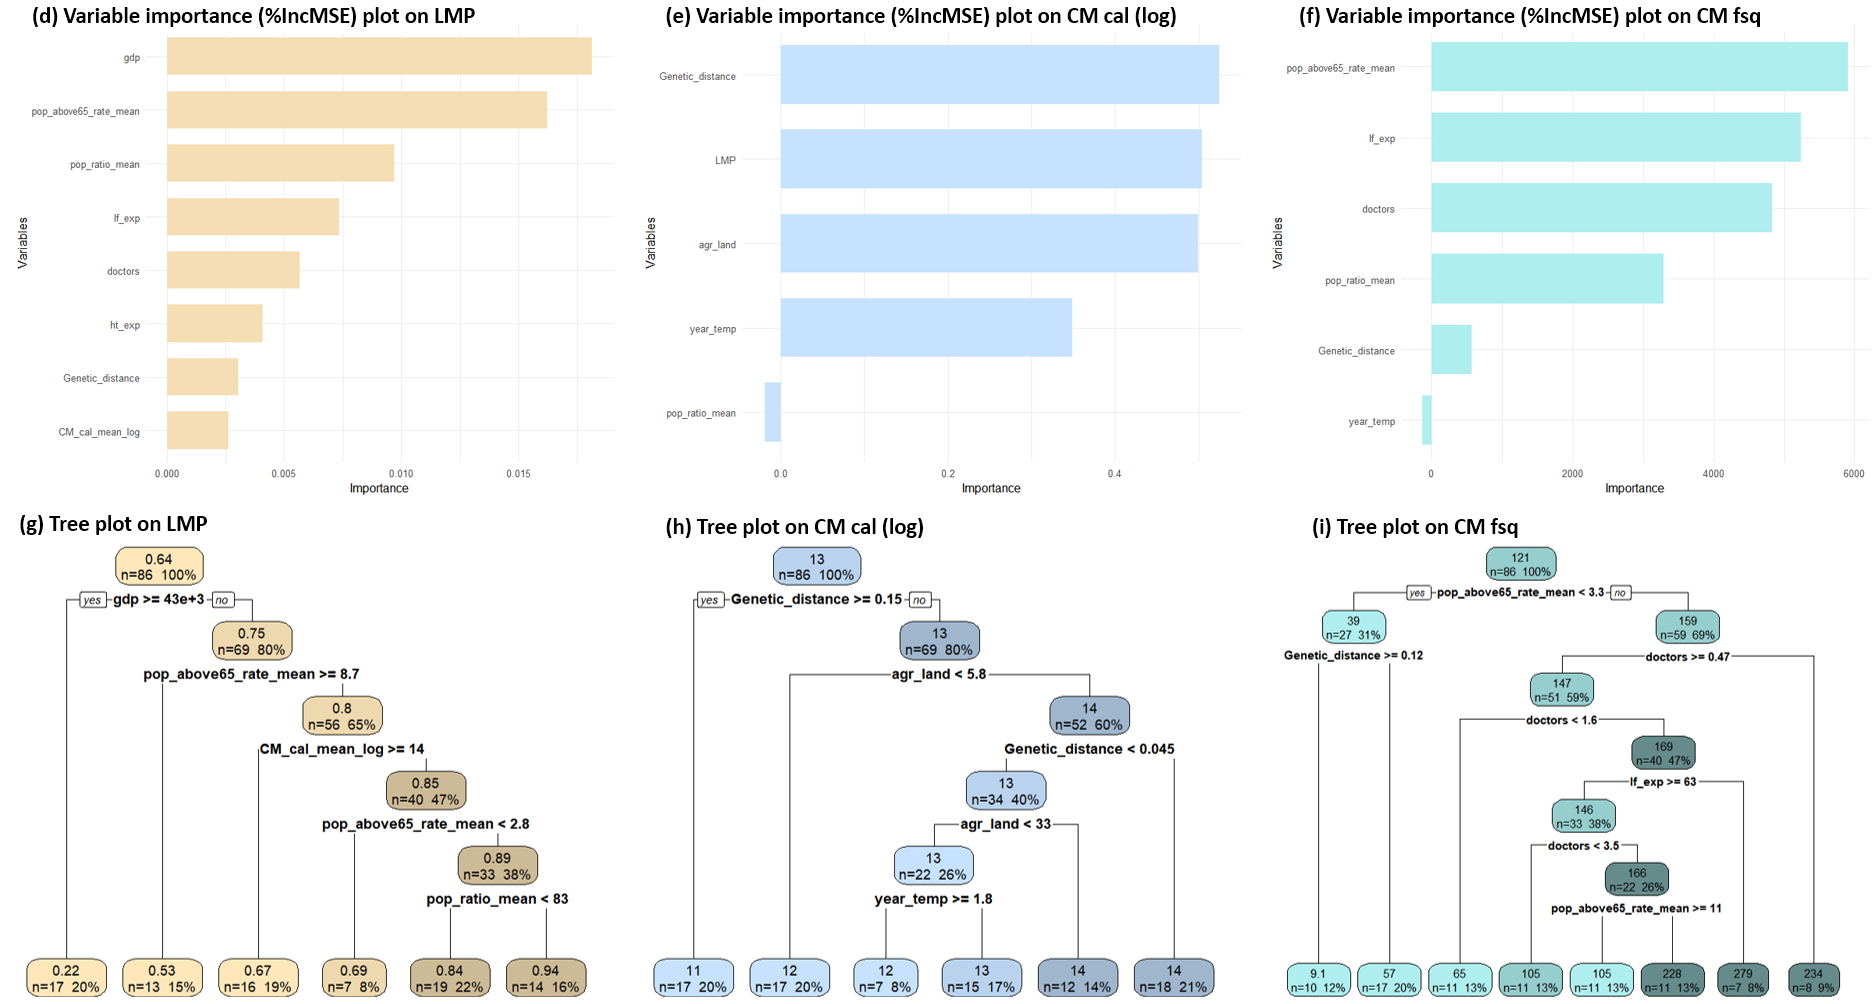 (d) Variable importance (%IncMSE) plot on LMP
Variables
gdp
pop_above65_rate_mean
pop_ratio_mean
lf_exp
doctors
ht_exp
Genetic_distance
CM_cal_mean_log
0.000 0.005 0.010 0.015
Importance
(e) Variable importance (%IncMSE) plot on CM cal (log)
Variables
Genetic_distance
LMP
agr_land
year_temp
pop_ratio_mean
0.0 0.2 0.4
Importance
(f) Variable importance (%IncMSE) plot on CM fsq
Variables
pop_above65_rate_mean
lf_exp
doctors
pop_ratio_mean
Genetic_distance
year_temp
0 2000 4000 6000
Importance
(g) Tree plot on LMP
0.64
n=86 100%
yes gdp >= 43e+3 no
0.75
n=69 80%
pop_above65_rate_mean >= 8.7
0.8
n=56 65%
CM_cal_mean_log >= 14
0.85
n=40 47%
pop_above65_rate_mean < 2.8
0.89
n=33 38%
pop_ratio_mean < 83
0.22 0.53 0.67 0.69 0.84 0.94
n=17 20% n=13 15% n=16 19% n=7 8% n=19 22% n=14 16%
(h) Tree plot on CM cal (log)
13
n=86 100%
yes Genetic_distance >= 0.15 no
13
n=69 80%
agr_land < 5.8
14
n=52 60%
Genetic_distance < 0.045
13
n=34 40%
agr_land < 33
13
n=22 26%
year_temp >= 1.8
11 12 12 13 14 14
n=17 20% n=17 20% n=7 8% n=15 17% n=12 14% n=18 21%
(i) Tree plot on CM fsq
121
n=86 100%
yes pop_above65_rate_mean < 3.3 no
39 159
n=27 31% n=59 69%
Genetic_distance >= 0.12 doctors >= 0.47
147
n=51 59%
doctors < 1.6
169
n=40 47%
lf_exp >= 63
146
n=33 38%
doctors < 3.5
166
n=22 26%
pop_above65_rate_mean >= 11
9.1 57 65 105 105 228 279 234
n=10 12% n=17 20% n=11 13% n=11 13% n=11 13% n=11 13% n=7 8% n=8 9%